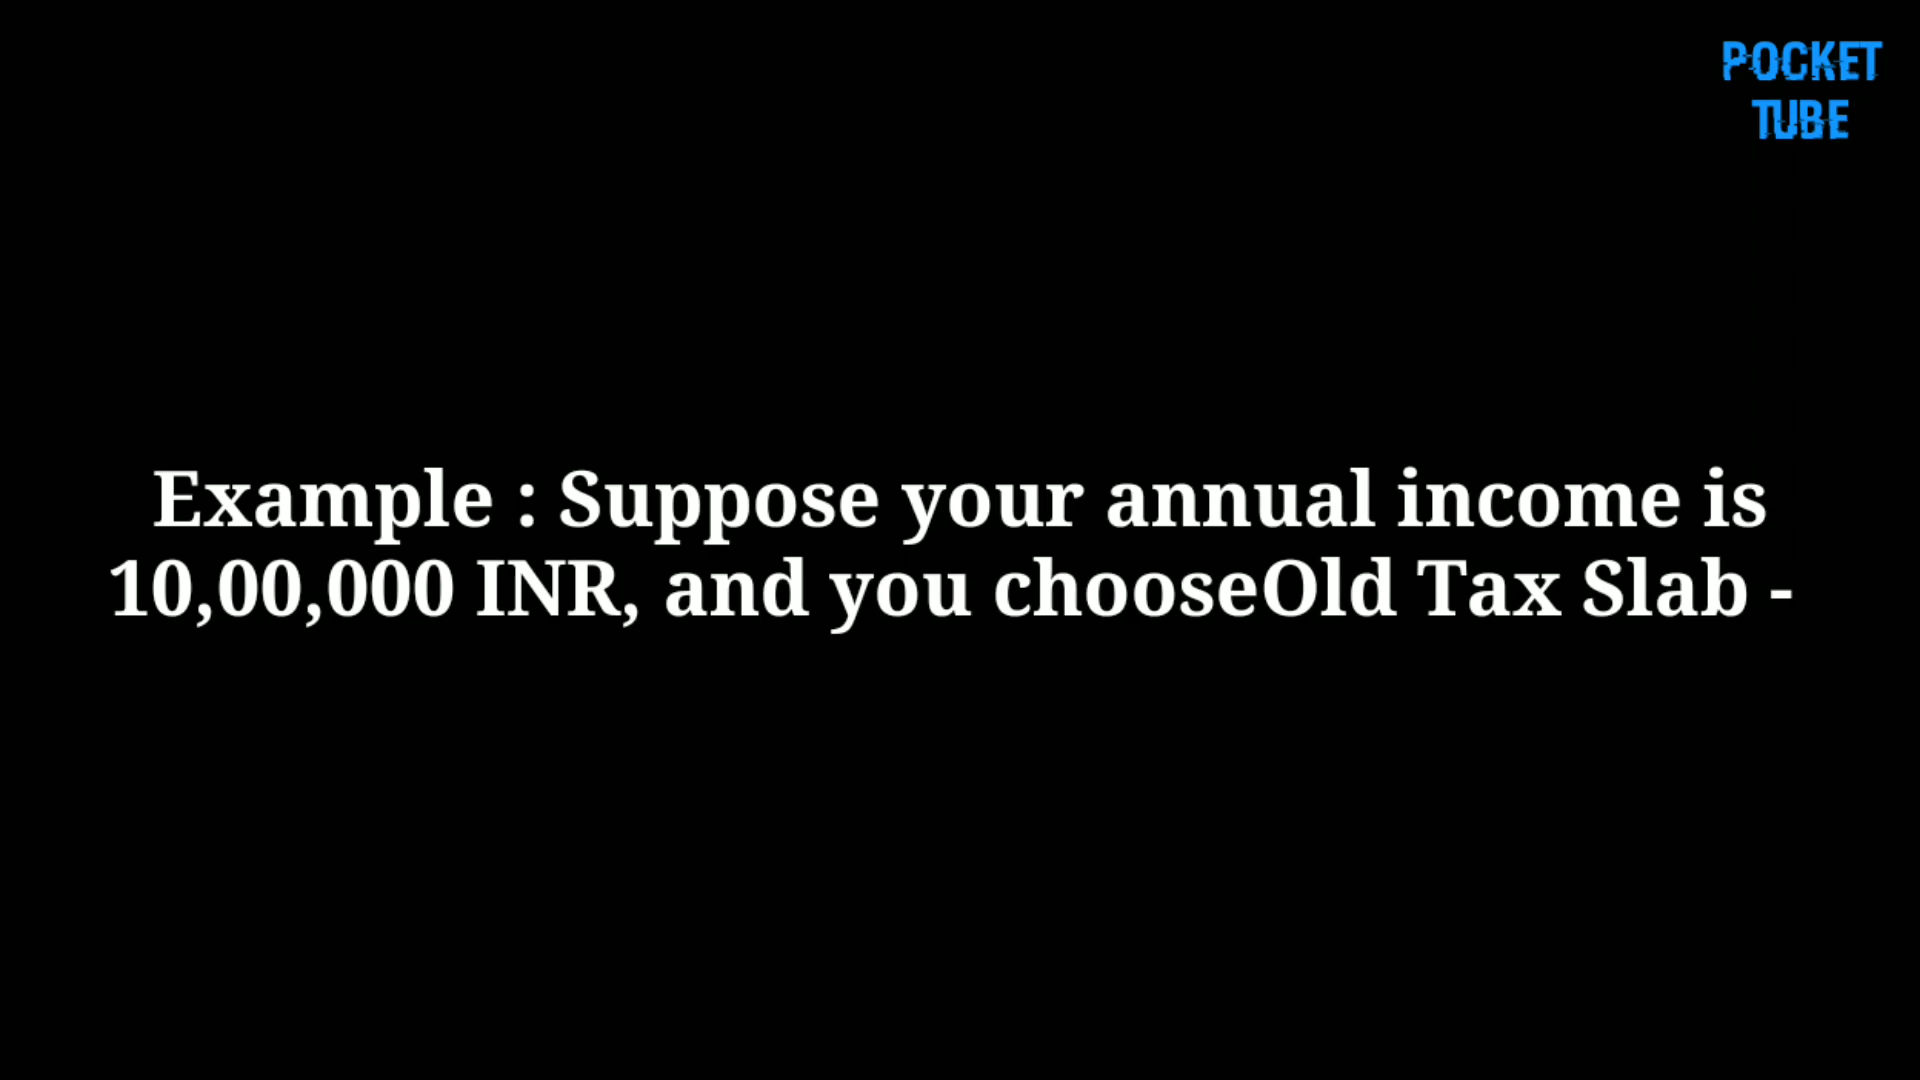 POCKET
TUBE
Example : Suppose your annual income is
10,00,000 INR, and you chooseOld Tax Slab -